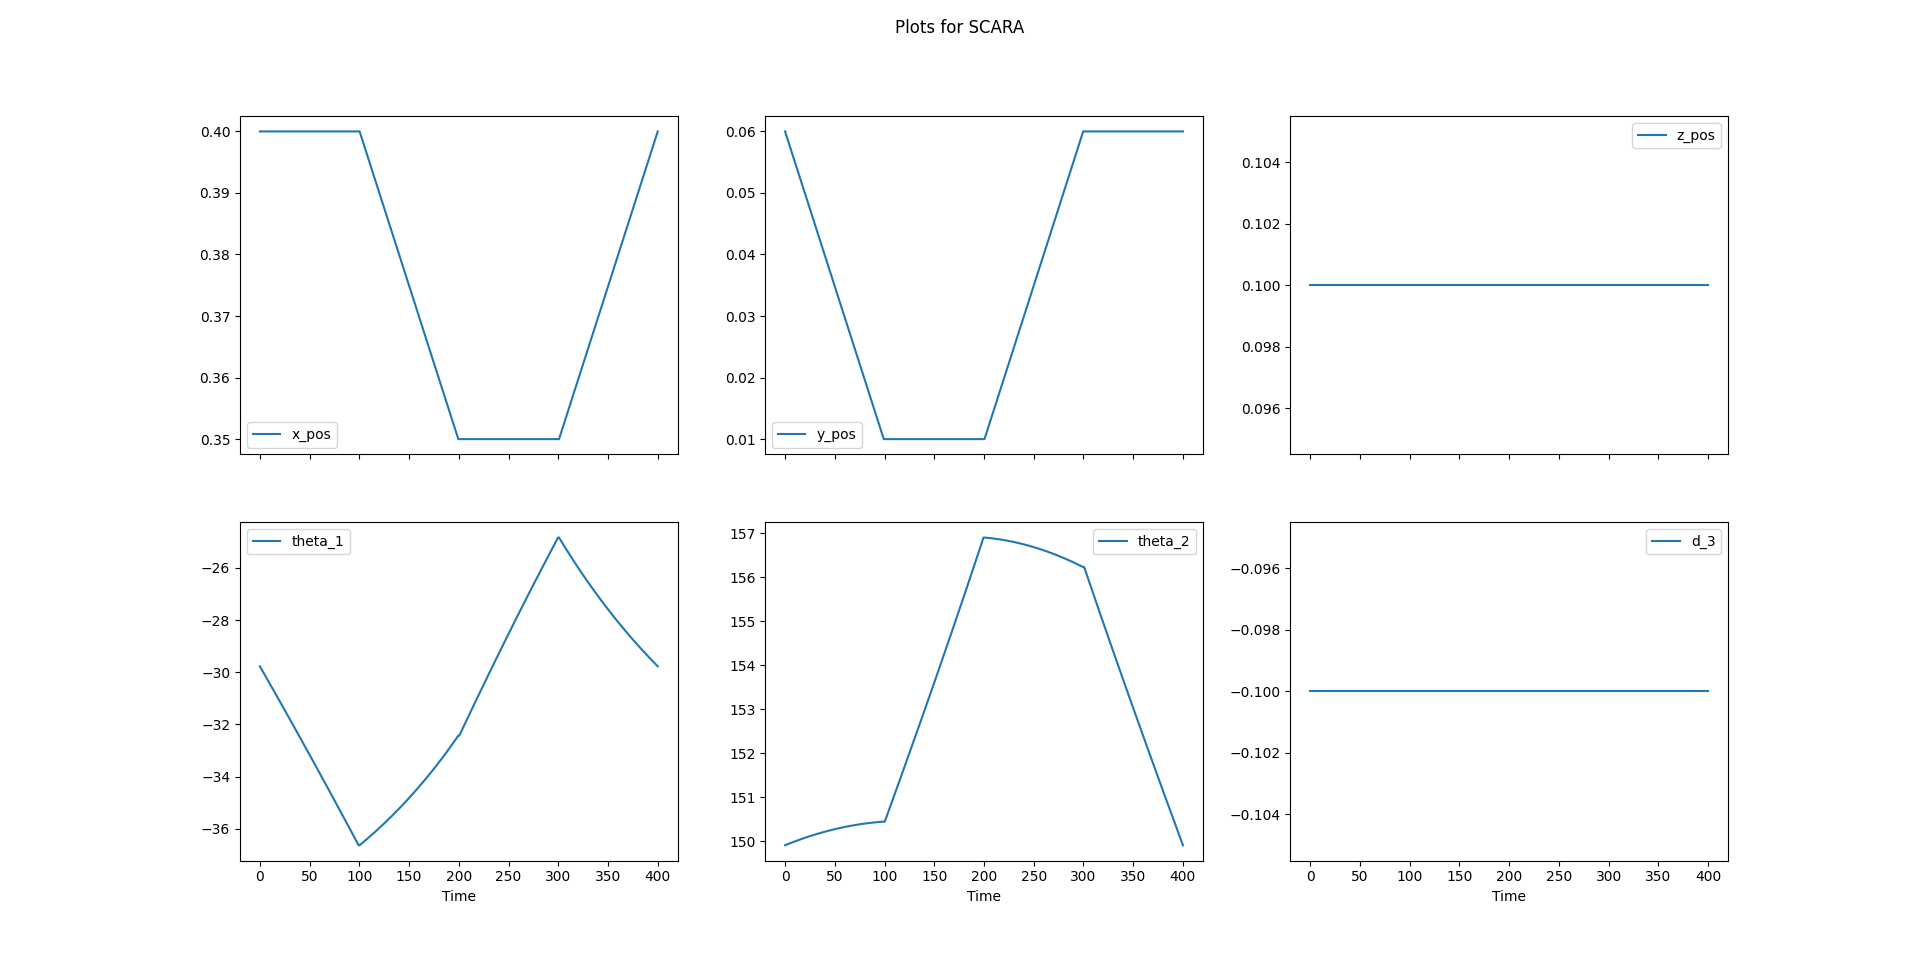 Plots for SCARA
0.40
0.39
0.38
0.37
0.36
0.35
x_pos
0.06
0.05
0.04
0.03
0.02
0.01
y_pos
z_pos
0.104
0.102
0.100
0.098
0.096
theta_1
−26
−28
−30
−32
−34
−36
0 50 100 150 200 250 300 350 400
Time
theta_2
157
156
155
154
153
152
151
150
0 50 100 150 200 250 300 350 400
Time
d_3
−0.096
−0.098
−0.100
−0.102
−0.104
0 50 100 150 200 250 300 350 400
Time